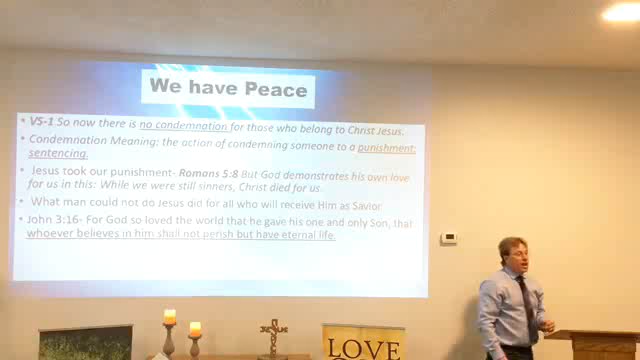 We have Peace
• VS-1 So now there is no condemnation for those who belong to Christ Jesus.
• Condemnation Meaning: the action of condemning someone to a punishment;
sentencing.
• Jesus took our punishment- Romans 5:8 But God demonstrates his own love
for us in this: While we were still sinners, Christ died for us.
• What man could not do Jesus did for all who will receive Him as Savior
• John 3:16- For God so loved the world that he gave his one and only Son, that
whoever believes in him shall not perish but have eternal life.
LOVE